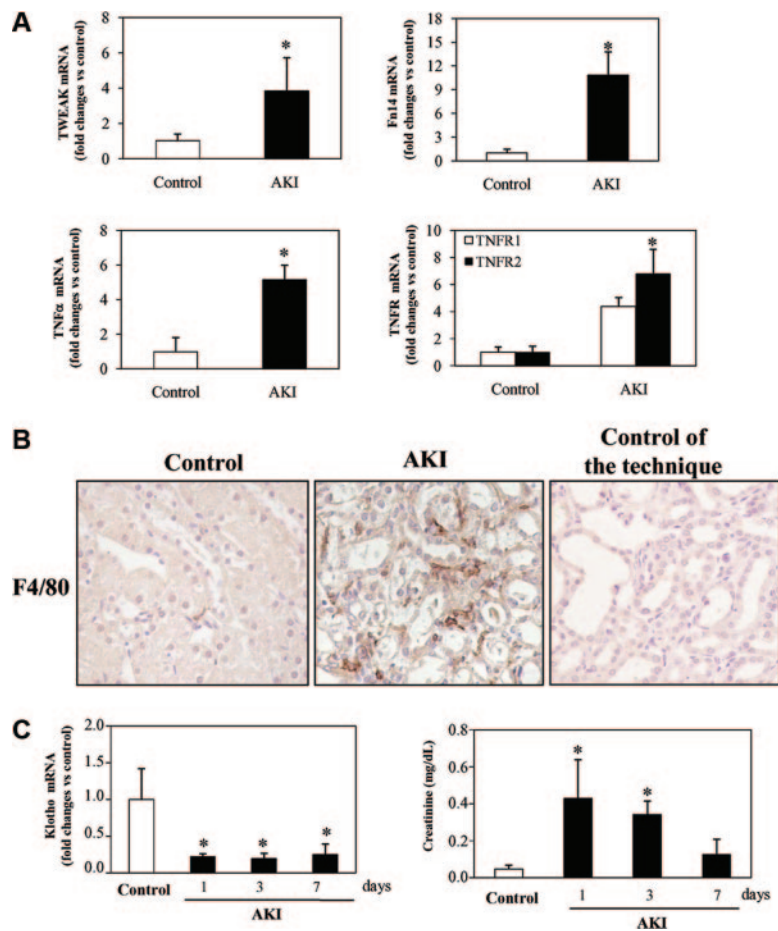 A
TWEAK mRNA
(fold changes vs control)
8
6
4
2
0
*
Control
AKI
Fn14 mRNA
(fold changes vs control)
18
15
12
9
6
3
0
*
Control
AKI
TNFα mRNA
(fold changes vs control)
8
6
4
2
0
*
Control
AKI
TNFR mRNA
(fold changes vs control)
10
8
6
4
2
0
TNFR1
TNFR2
*
Control
AKI
B
Control
AKI
Control of
the technique
F4/80
C
Klotho mRNA
(fold changes vs control)
2.0
1.5
1.0
0.5
0.0
* * *
Control
1 3 7 days
AKI
Creatinine (mg/dL)
0.8
0.6
0.4
0.2
0.0
* *
Control
1 3 7 days
AKI